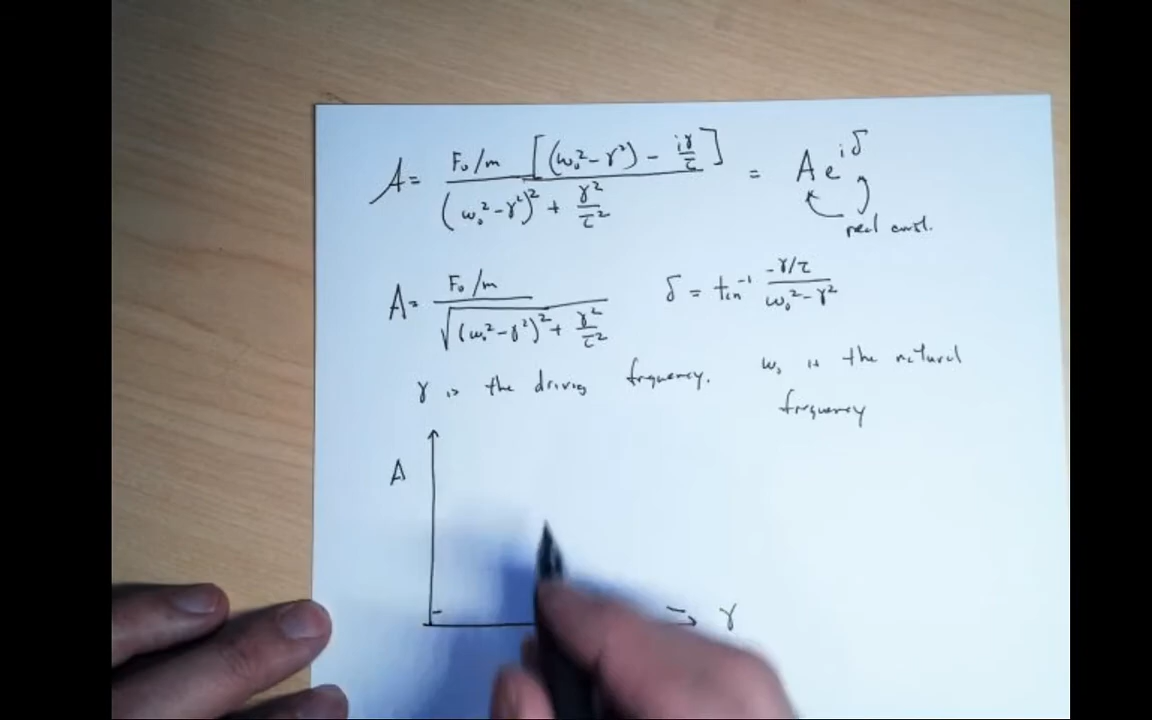 𝒜 = F₀/m [(ω₀² − γ²) − iγ/τ] / ((ω₀² − γ²)² + γ²/τ²) = A e^{iδ}
real const.
A = F₀/m / √((ω₀² − γ²)² + γ²/τ²) δ = tan⁻¹ (−γ/τ)/(ω₀² − γ²)
γ is the driving frequency. ω₀ is the natural
frequency
A
γ